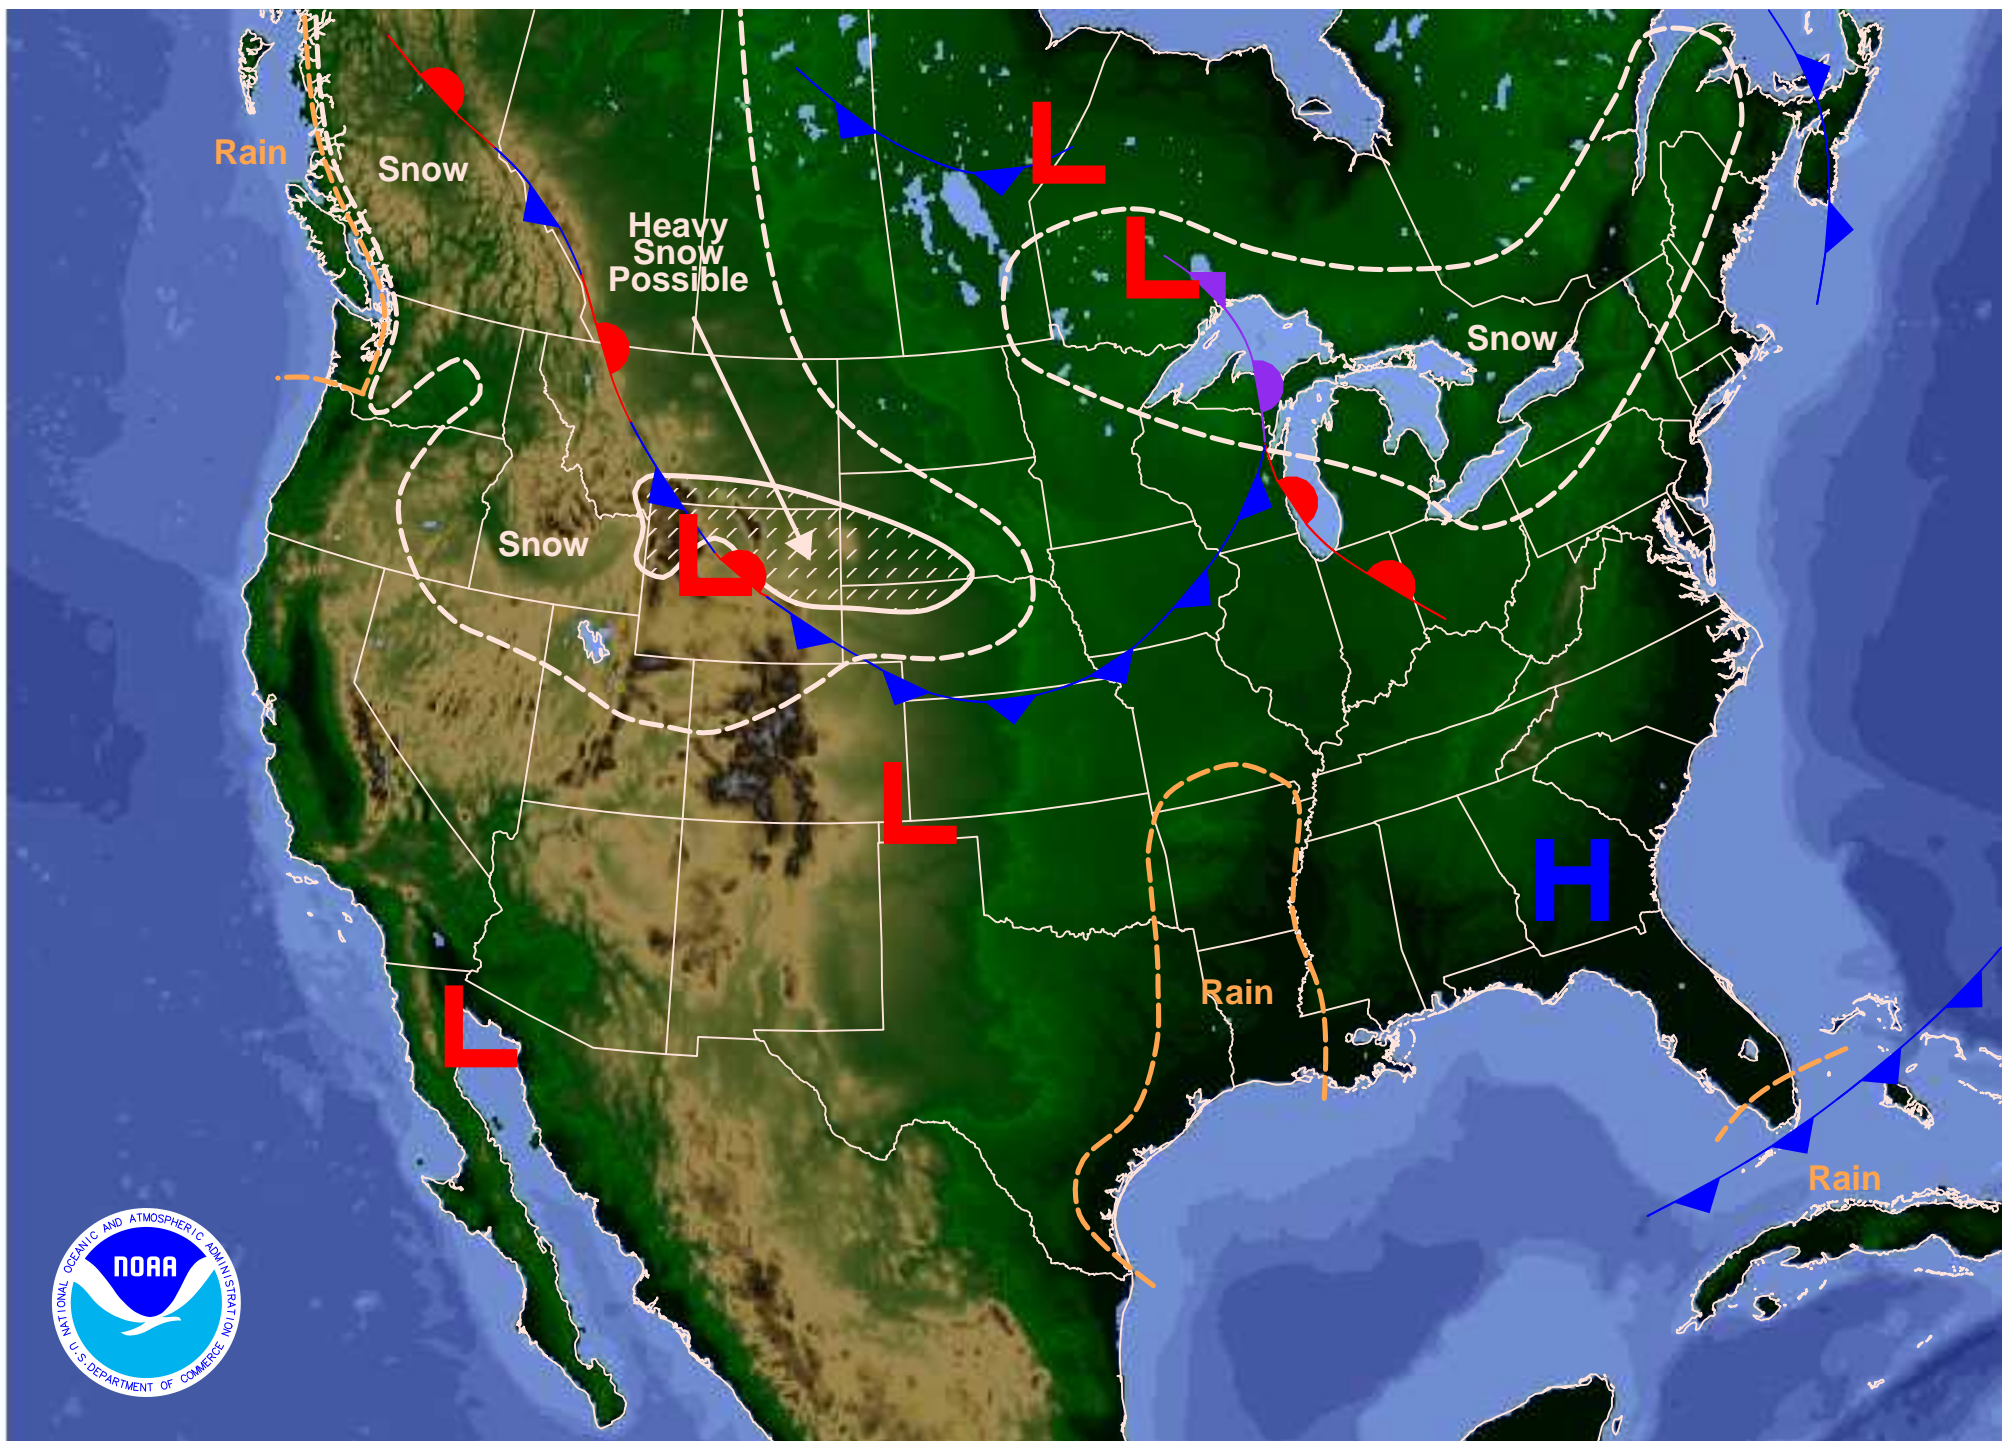 Rain
Snow
Heavy
Snow
Possible
L
L
Snow
Snow
L
L
H
Rain
L
Rain
NATIONAL OCEANIC AND ATMOSPHERIC ADMINISTRATION
NOAA
U.S. DEPARTMENT OF COMMERCE